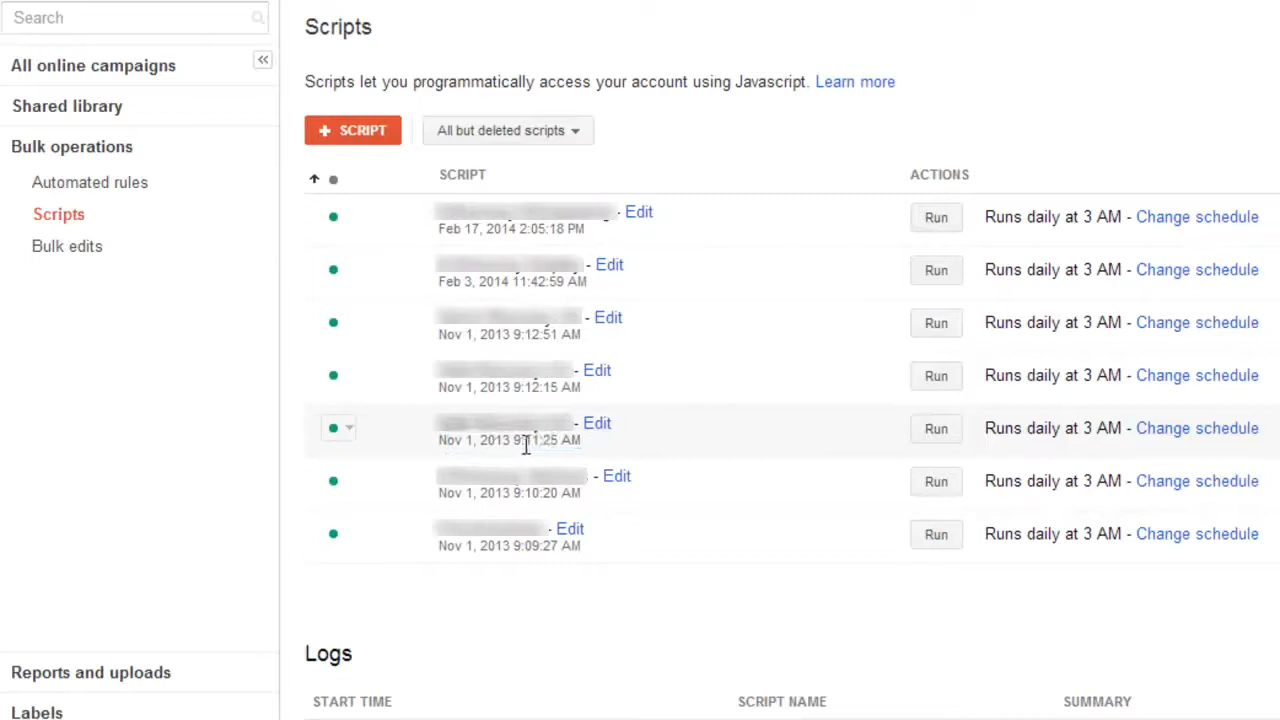 Search
All online campaigns
Shared library
Bulk operations
Automated rules
Scripts
Bulk edits
Reports and uploads
Labels
Scripts
Scripts let you programmatically access your account using Javascript. Learn more
+ SCRIPT
All but deleted scripts
SCRIPT ACTIONS
- Edit Run Runs daily at 3 AM - Change schedule
Feb 17, 2014 2:05:18 PM
- Edit Run Runs daily at 3 AM - Change schedule
Feb 3, 2014 11:42:59 AM
- Edit Run Runs daily at 3 AM - Change schedule
Nov 1, 2013 9:12:51 AM
- Edit Run Runs daily at 3 AM - Change schedule
Nov 1, 2013 9:12:15 AM
- Edit Run Runs daily at 3 AM - Change schedule
Nov 1, 2013 9:11:25 AM
- Edit Run Runs daily at 3 AM - Change schedule
Nov 1, 2013 9:10:20 AM
- Edit Run Runs daily at 3 AM - Change schedule
Nov 1, 2013 9:09:27 AM
Logs
START TIME SCRIPT NAME SUMMARY